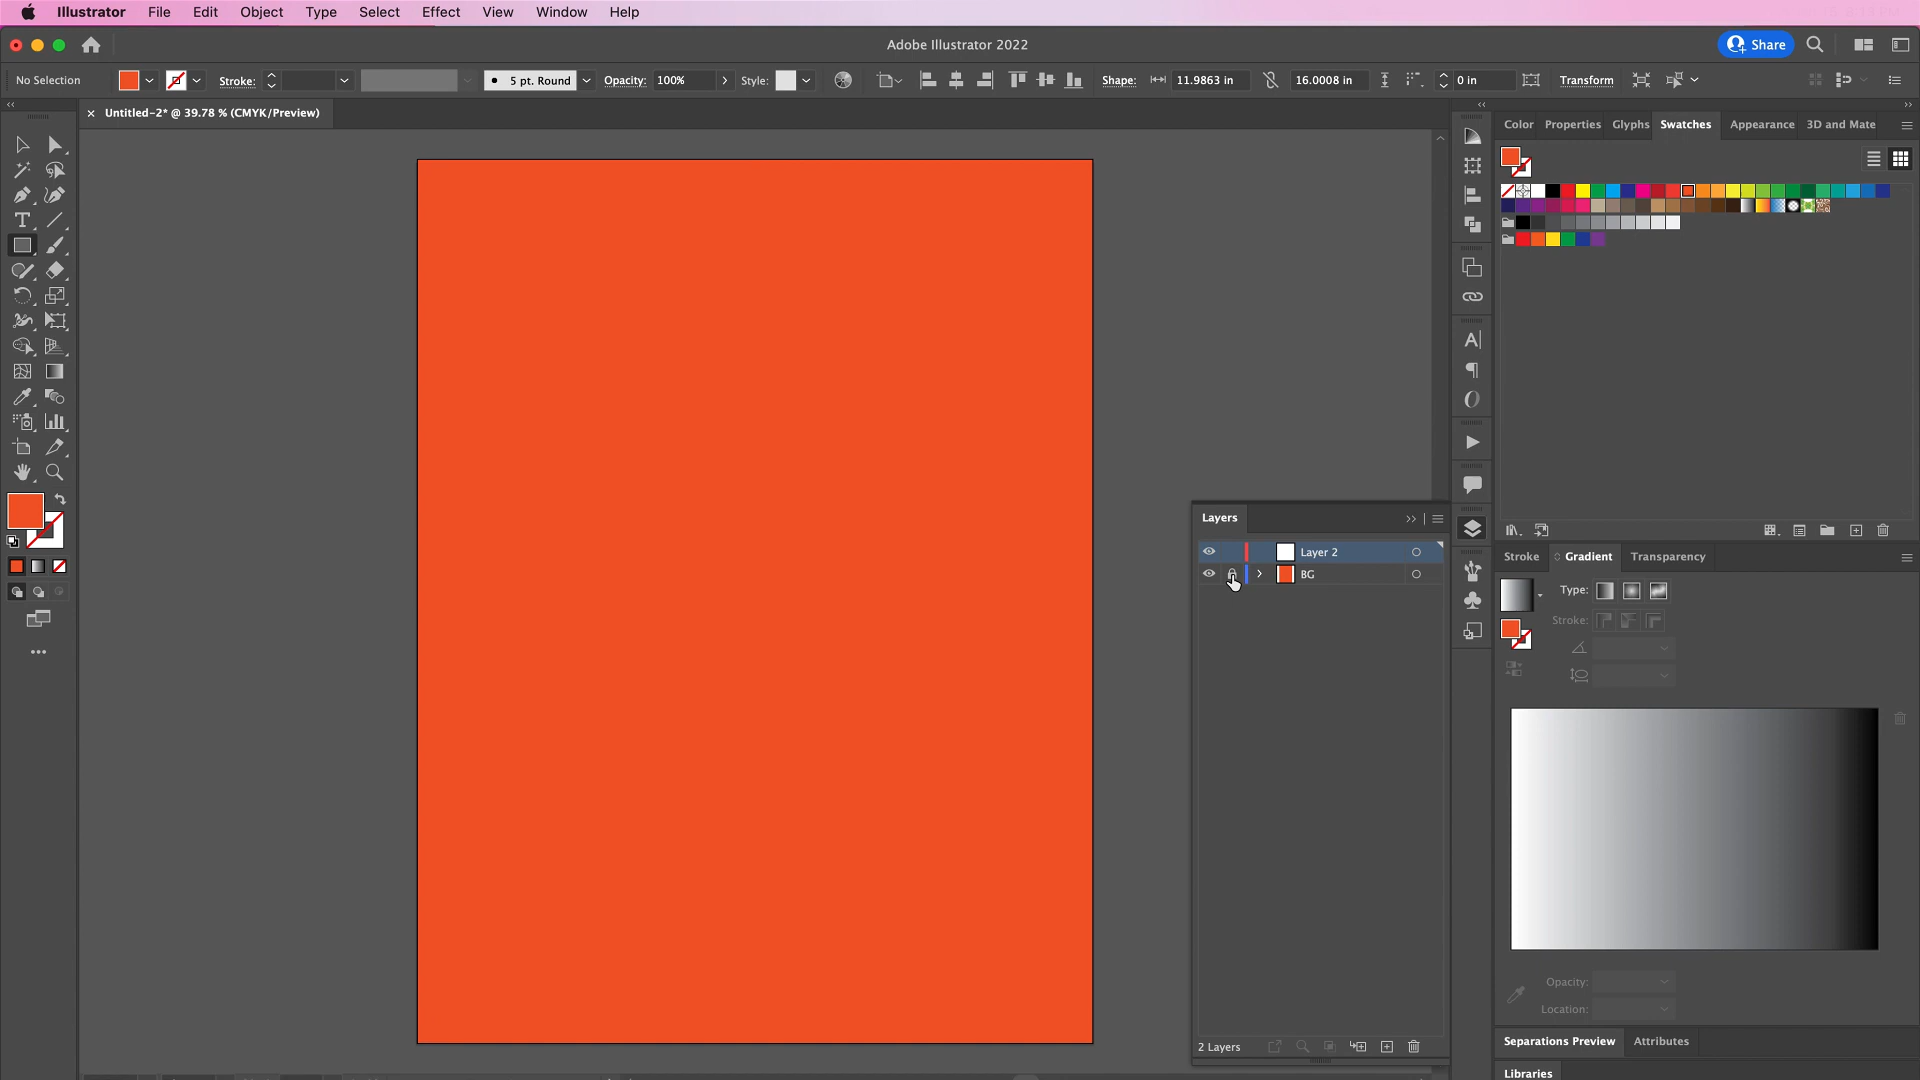 Illustrator File Edit Object Type Select Effect View Window Help
Adobe Illustrator 2022
Share
No Selection Stroke: 5 pt. Round Opacity: 100% Style: Shape: 11.9863 in 16.0008 in 0 in Transform
Untitled-2* @ 39.78 % (CMYK/Preview)
Color Properties Glyphs Swatches Appearance 3D and Mate
Layers
Layer 2
BG
2 Layers
Stroke Gradient Transparency
Type:
Stroke:
Opacity:
Location:
Separations Preview Attributes
Libraries